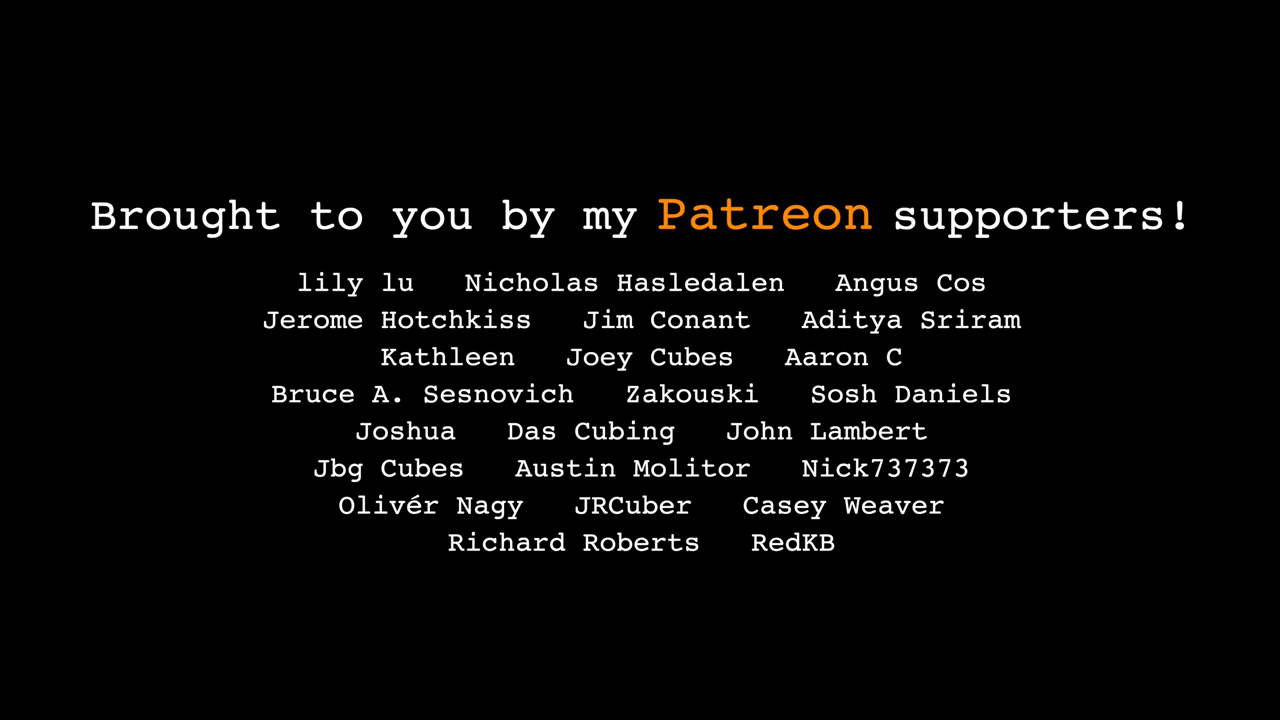 Brought to you by my Patreon supporters!
lily lu Nicholas Hasledalen Angus Cos
Jerome Hotchkiss Jim Conant Aditya Sriram
Kathleen Joey Cubes Aaron C
Bruce A. Sesnovich Zakouski Sosh Daniels
Joshua Das Cubing John Lambert
Jbg Cubes Austin Molitor Nick737373
Olivér Nagy JRCuber Casey Weaver
Richard Roberts RedKB